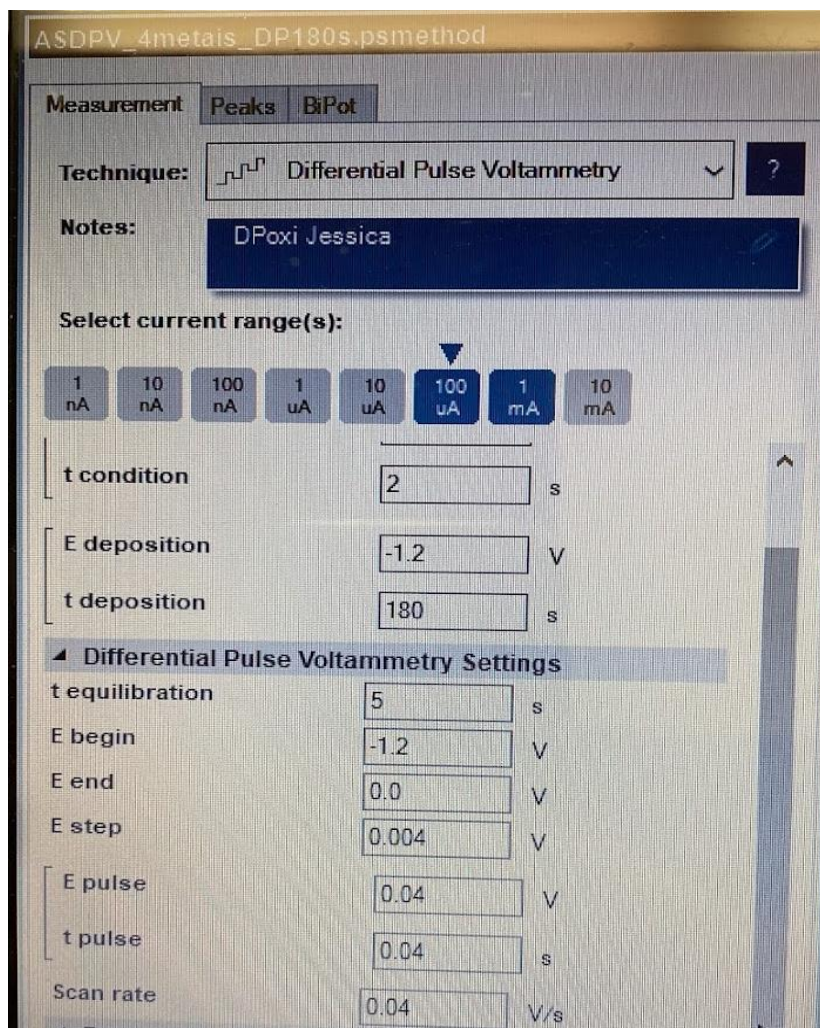 ASDPV_4metais_DP180s.psmethod
Measurement Peaks BiPot
Technique: Differential Pulse Voltammetry ?
Notes: DPoxi Jessica
Select current range(s):
1 nA 10 nA 100 nA 1 uA 10 uA 100 uA 1 mA 10 mA
t condition 2 s
E deposition -1.2 V
t deposition 180 s
Differential Pulse Voltammetry Settings
t equilibration 5 s
E begin -1.2 V
E end 0.0 V
E step 0.004 V
E pulse 0.04 V
t pulse 0.04 s
Scan rate 0.04 V/s